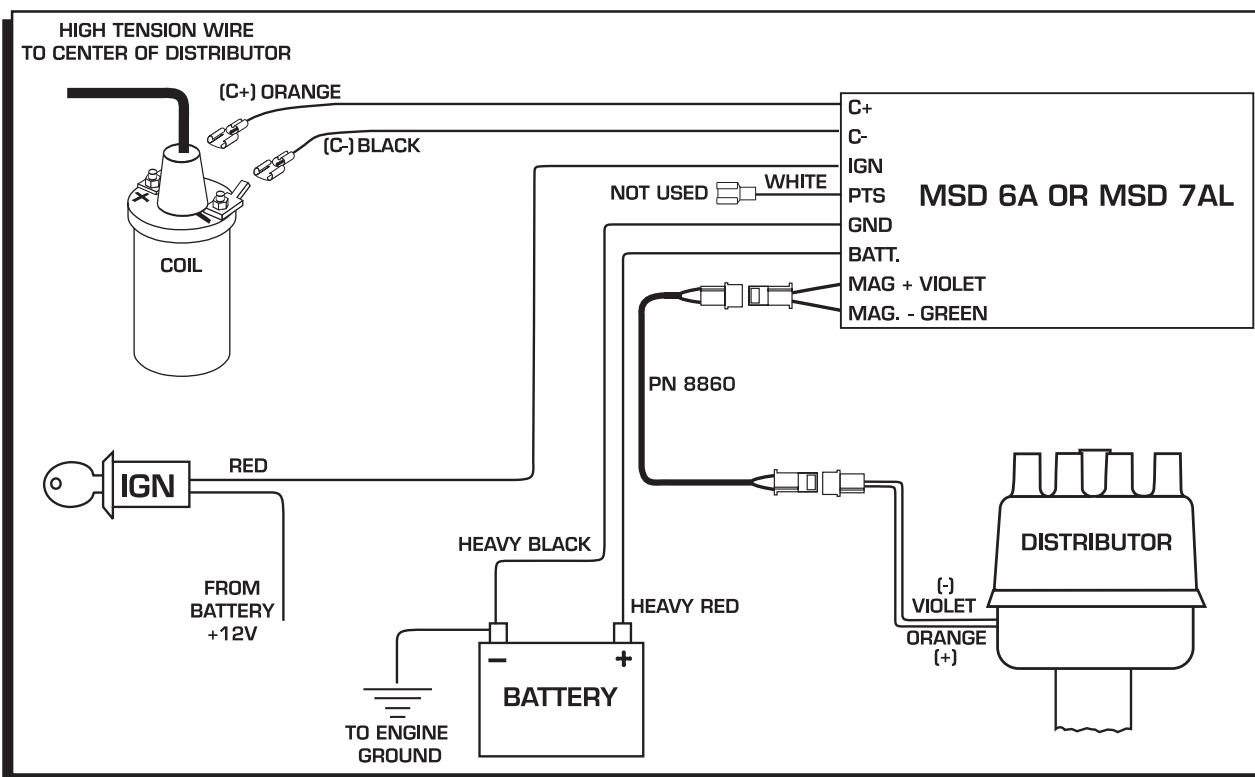 HIGH TENSION WIRE
TO CENTER OF DISTRIBUTOR
(C+) ORANGE
(C-) BLACK
+
-
COIL
C+
C-
IGN
PTS
GND
BATT.
MAG + VIOLET
MAG. - GREEN
MSD 6A OR MSD 7AL
NOT USED
WHITE
PN 8860
IGN
RED
FROM
BATTERY
+12V
HEAVY BLACK
HEAVY RED
- +
BATTERY
TO ENGINE
GROUND
DISTRIBUTOR
(-)
VIOLET
ORANGE
(+)